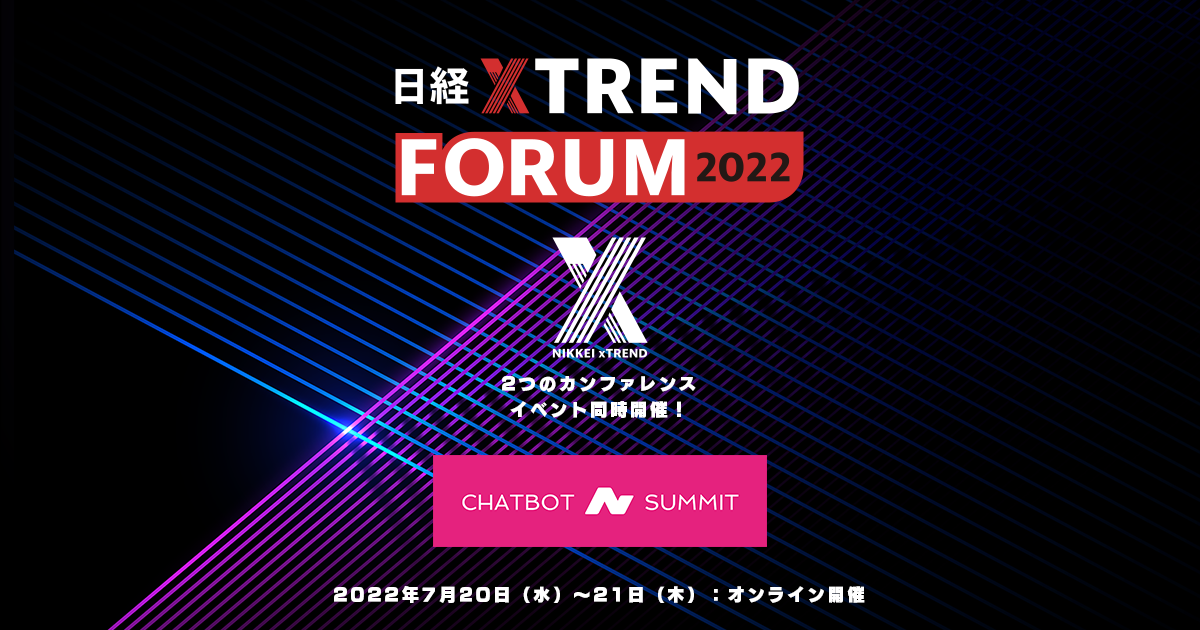 日経 XTREND
FORUM 2022
X
NIKKEI xTREND
2つのカンファレンス
イベント同時開催！
CHATBOT N SUMMIT
2022年7月20日（水）〜21日（木）：オンライン開催